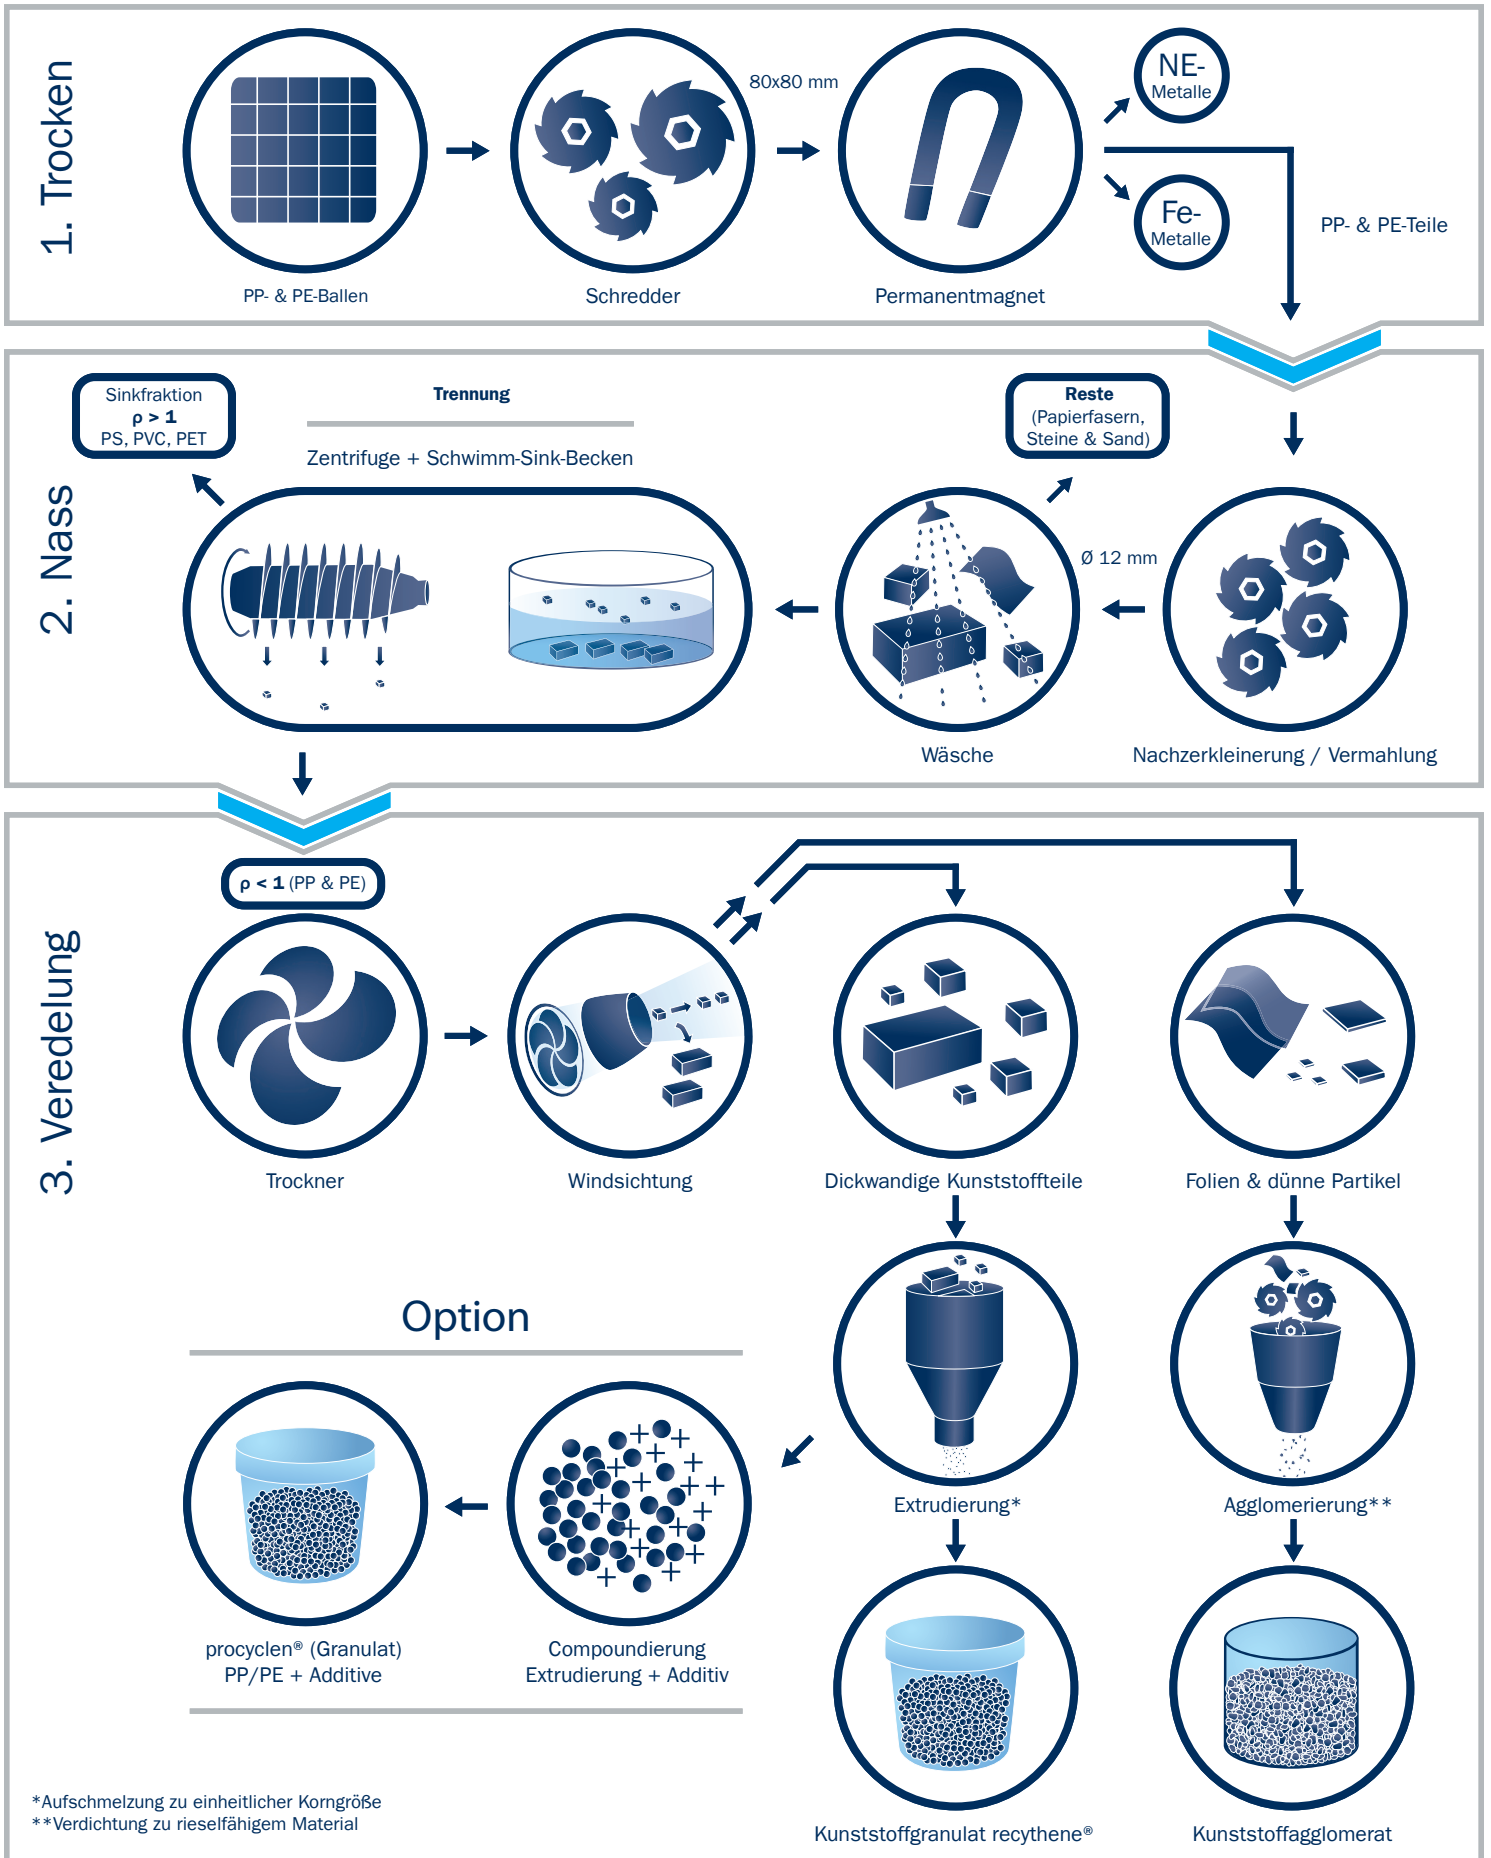 1. Trocken
PP- & PE-Ballen
Schredder
80x80 mm
Permanentmagnet
NE-
Metalle
Fe-
Metalle
PP- & PE-Teile
2. Nass
Sinkfraktion
ρ > 1
PS, PVC, PET
Trennung
Zentrifuge + Schwimm-Sink-Becken
Reste
(Papierfasern,
Steine & Sand)
Ø 12 mm
Wäsche
Nachzerkleinerung / Vermahlung
3. Veredelung
ρ < 1 (PP & PE)
Trockner
Windsichtung
Dickwandige Kunststoffteile
Folien & dünne Partikel
Option
Extrudierung*
Agglomerierung**
procyclen® (Granulat)
PP/PE + Additive
Compoundierung
Extrudierung + Additiv
Kunststoffgranulat recythene®
Kunststoffagglomerat
*Aufschmelzung zu einheitlicher Korngröße
**Verdichtung zu rieselfähigem Material